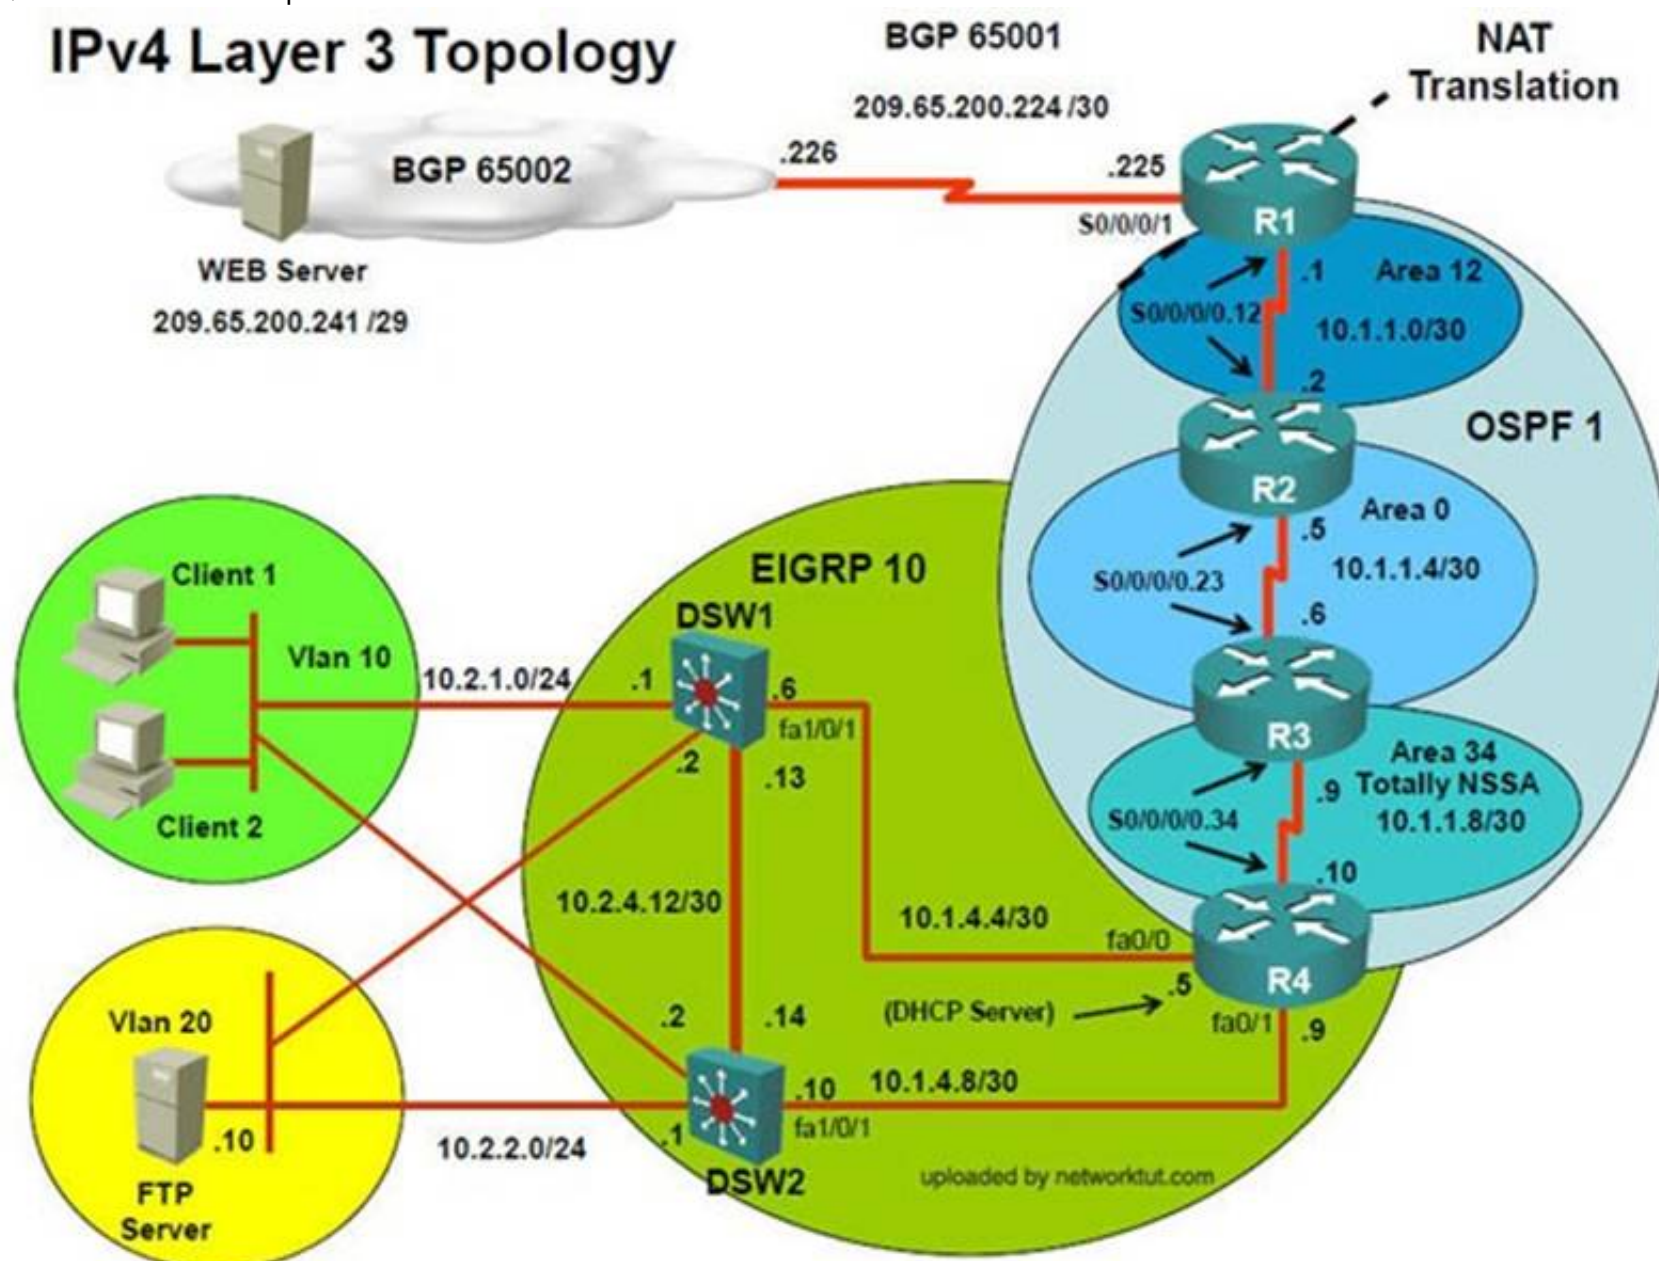 IPv4 Layer 3 Topology
BGP 65001
209.65.200.224 /30
NAT
Translation
BGP 65002
.226
.225
S0/0/0/1
R1
WEB Server
209.65.200.241 /29
.1
Area 12
S0/0/0/0.12
10.1.1.0/30
.2
OSPF 1
R2
Area 0
.5
10.1.1.4/30
S0/0/0/0.23
.6
R3
Area 34
Totally NSSA
10.1.1.8/30
.9
S0/0/0/0.34
.10
R4
EIGRP 10
DSW1
Client 1
Vlan 10
10.2.1.0/24
.1
.6
fa1/0/1
.2
.13
Client 2
10.2.4.12/30
10.1.4.4/30
fa0/0
.5
(DHCP Server)
fa0/1
.9
Vlan 20
.2
.14
.10
10.1.4.8/30
fa1/0/1
.10
10.2.2.0/24
.1
DSW2
FTP
Server
uploaded by networktut.com